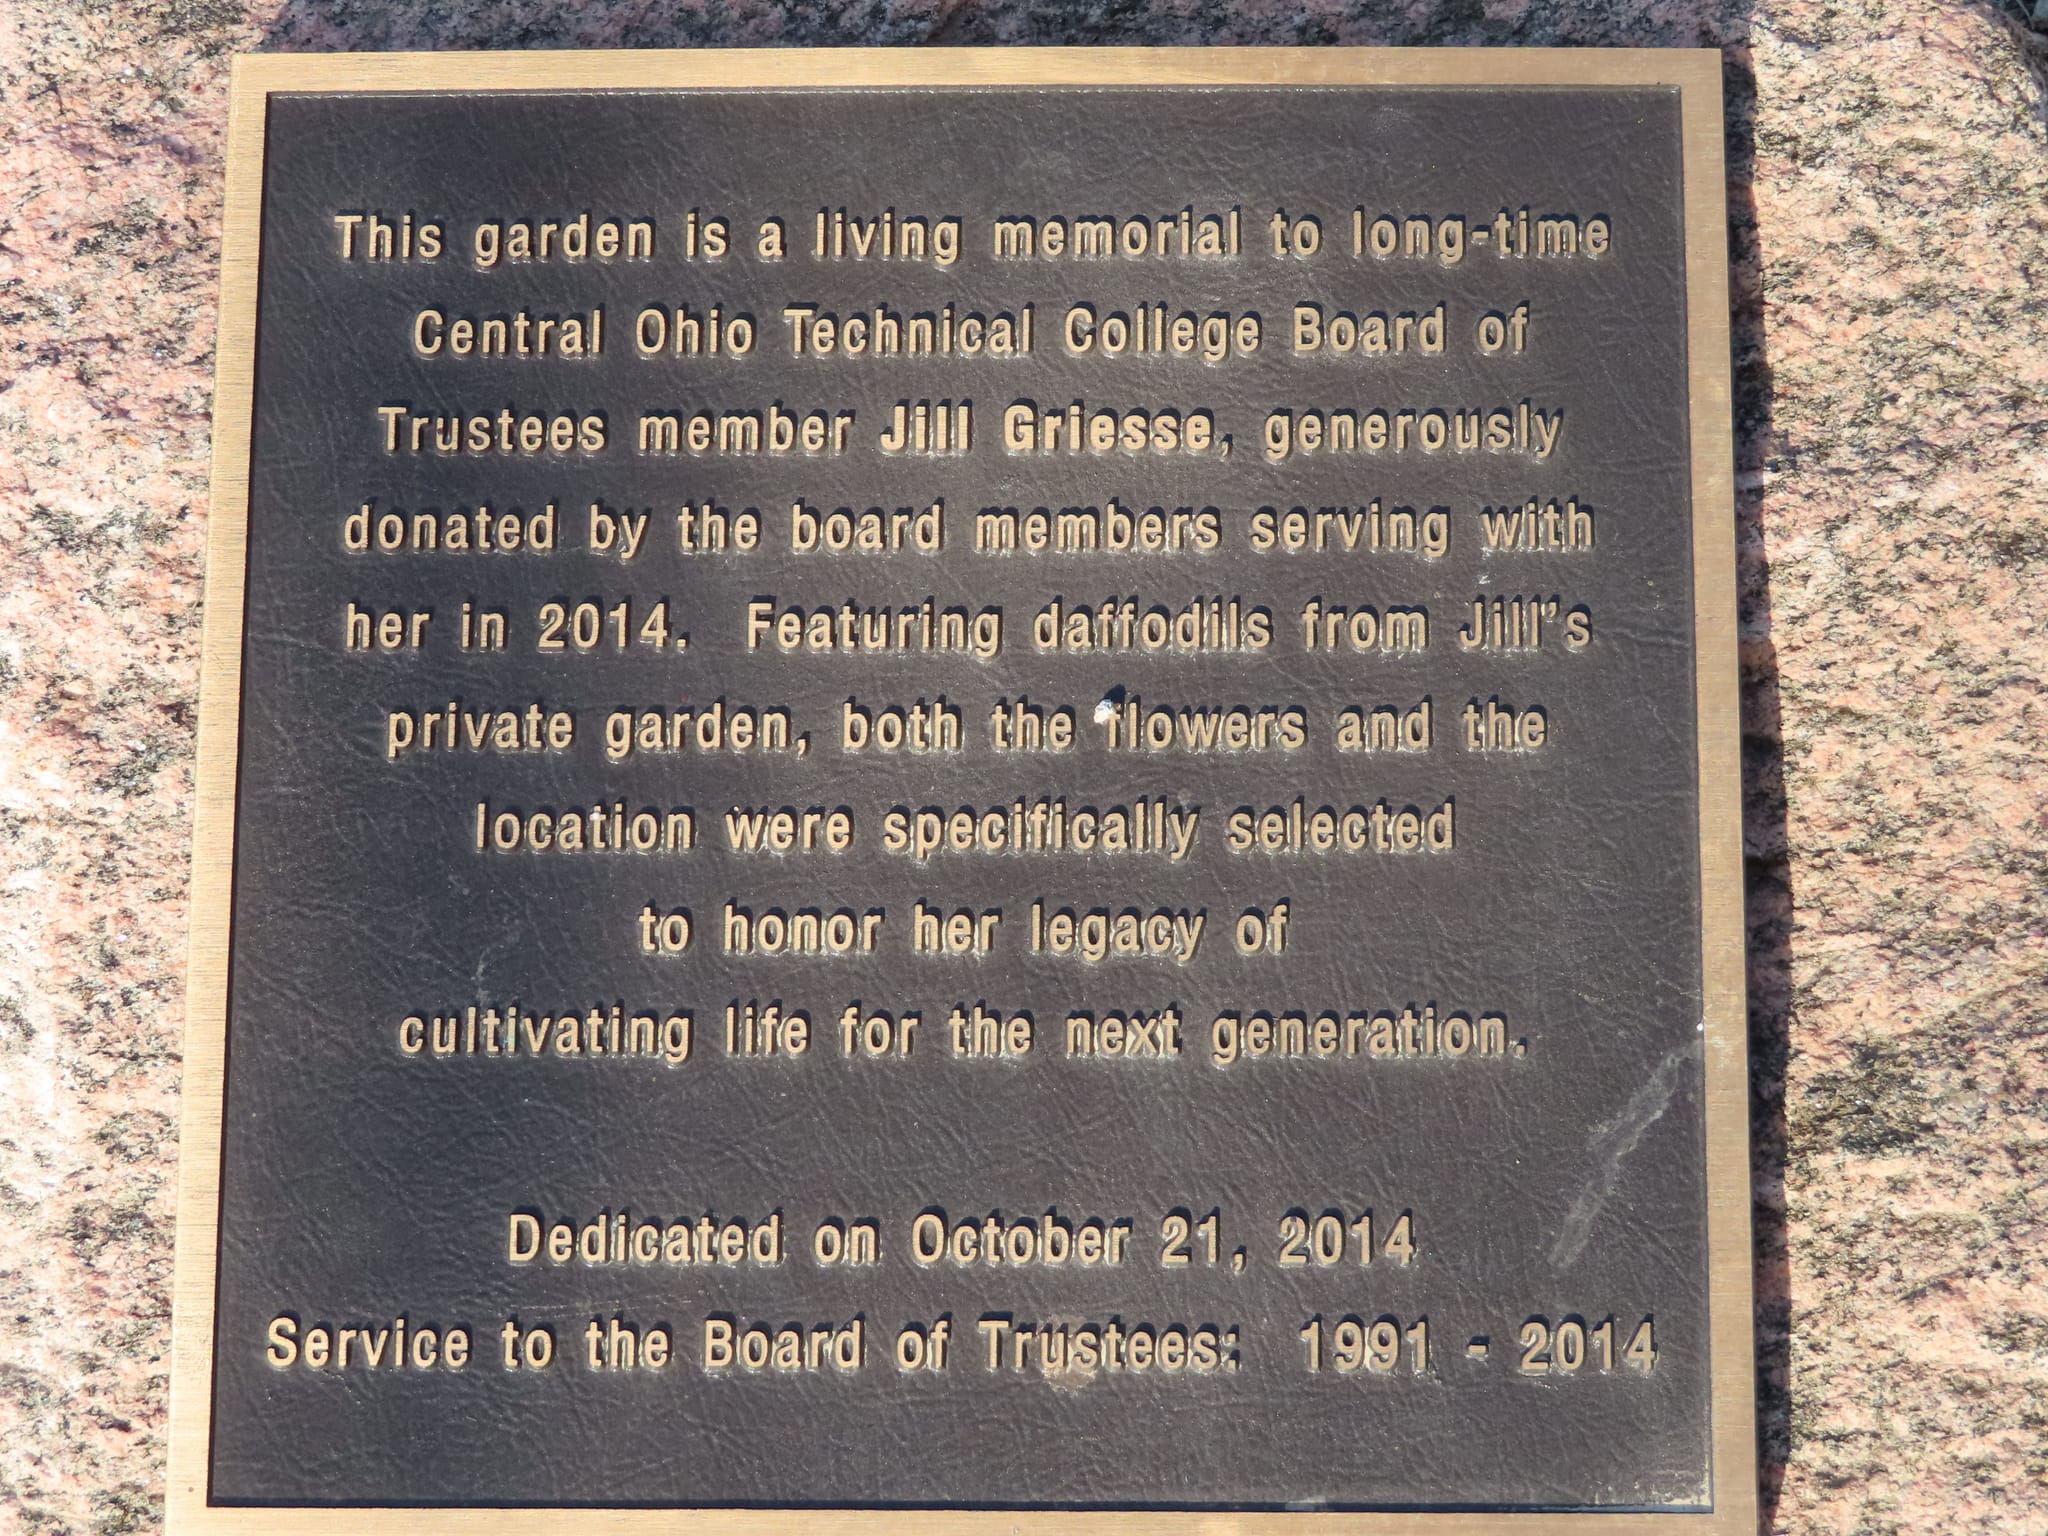 This garden is a living memorial to long-time
Central Ohio Technical College Board of
Trustees member Jill Griesse, generously
donated by the board members serving with
her in 2014. Featuring daffodils from Jill's
private garden, both the flowers and the
location were specifically selected
to honor her legacy of
cultivating life for the next generation.
Dedicated on October 21, 2014
Service to the Board of Trustees: 1991 - 2014